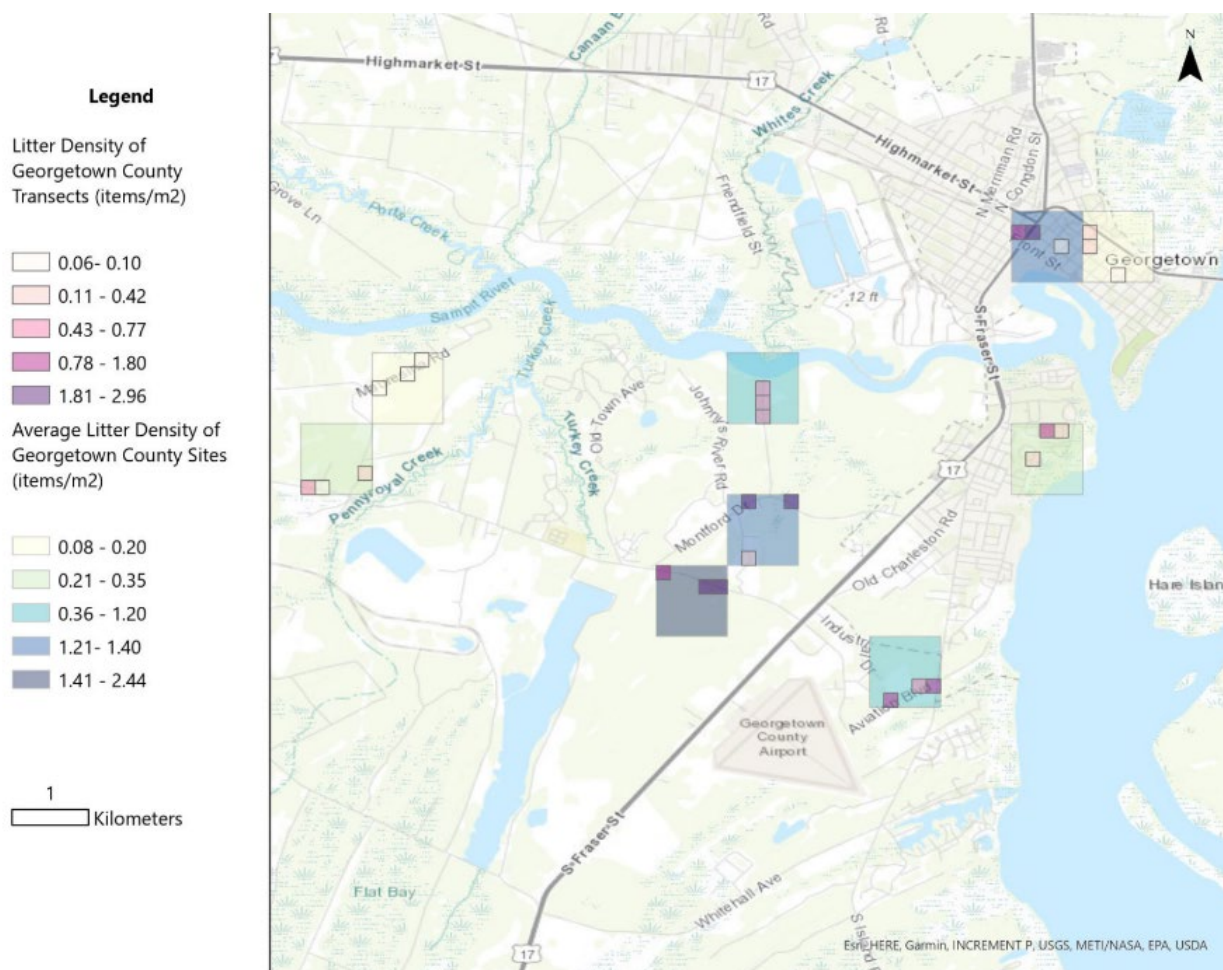 Legend
Litter Density of
Georgetown County
Transects (items/m2)
0.06- 0.10
0.11 - 0.42
0.43 - 0.77
0.78 - 1.80
1.81 - 2.96
Average Litter Density of
Georgetown County Sites
(items/m2)
0.08 - 0.20
0.21 - 0.35
0.36 - 1.20
1.21- 1.40
1.41 - 2.44
1
Kilometers
N
Highmarket St
Canaan
Rd
Rd
17
Whites Creek
Highmarket St
N Merriman Rd
N Congdon St
Grove Ln
Ports Creek
Friendfield St
Georgetown
Sampit River
12 ft
S Fraser St
Turkey Creek
Old Town Ave
Johnny's River Rd
Turkey Creek
Pennyroyal Creek
17
Montford Dr
Old Charleston Rd
Hare Islan
Industrial Dr
Aviation Blvd
Georgetown
County
Airport
S Fraser St
Flat Bay
Whitehall Ave
S Island
17
Esri, HERE, Garmin, INCREMENT P, USGS, METI/NASA, EPA, USDA